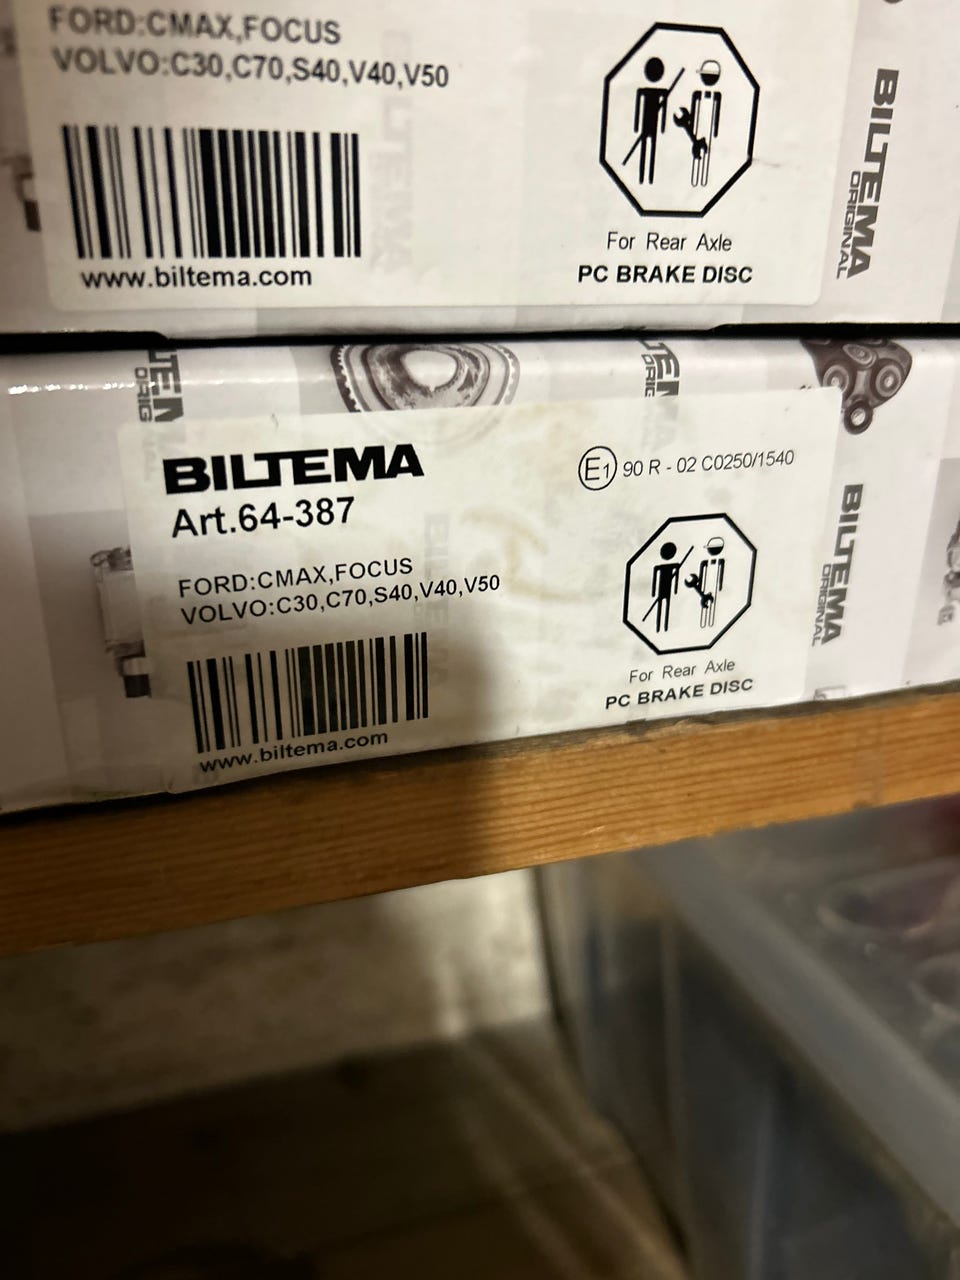 FORD:CMAX,FOCUS
VOLVO:C30,C70,S40,V40,V50
www.biltema.com
For Rear Axle
PC BRAKE DISC
BILTEMA
ORIGINAL
BILTEMA
Art.64-387
E1 90 R - 02 C0250/1540
FORD:CMAX,FOCUS
VOLVO:C30,C70,S40,V40,V50
www.biltema.com
For Rear Axle
PC BRAKE DISC
BILTEMA
ORIGINAL